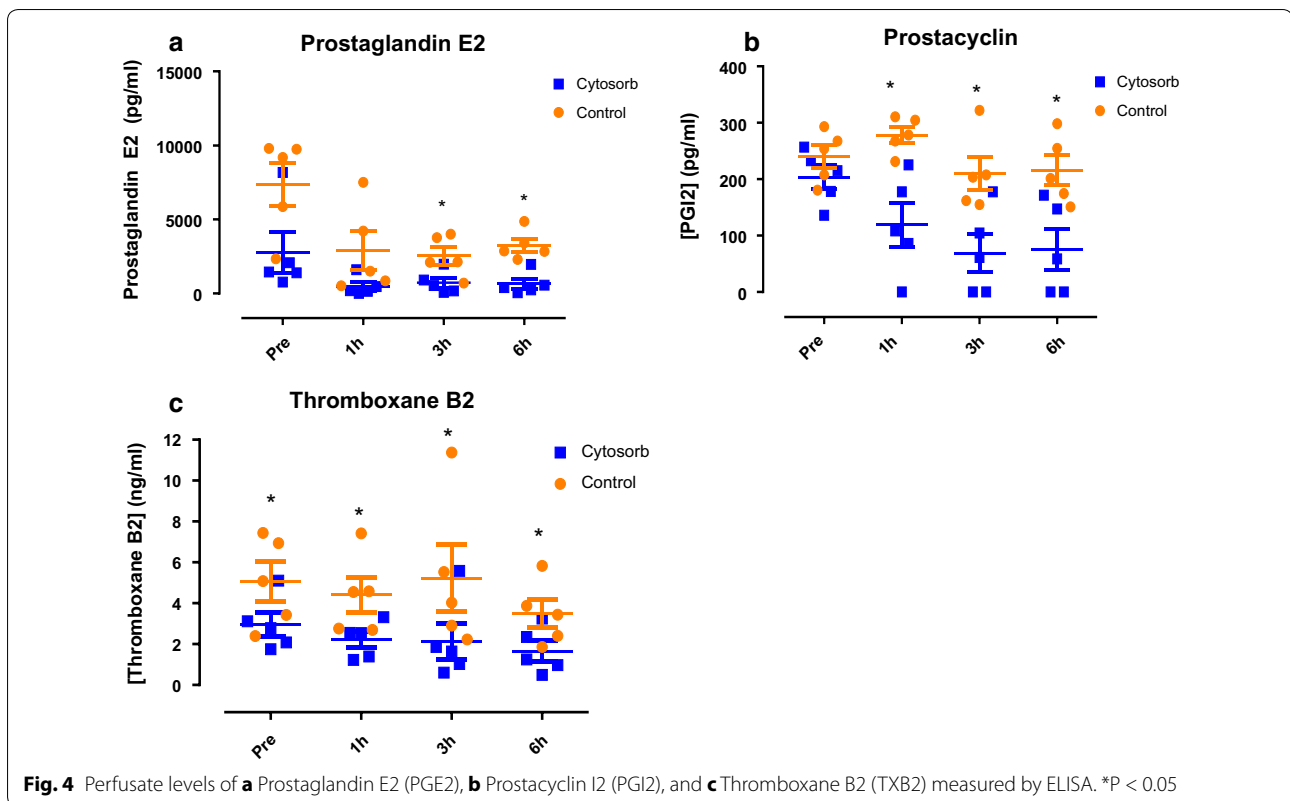 a
Prostaglandin E2
Prostaglandin E2 (pg/ml)
15000
10000
5000
0
Cytosorb
Control
*
*
Pre
1h
3h
6h
b
Prostacyclin
[PGI2] (pg/ml)
400
300
200
100
0
Cytosorb
Control
*
*
*
Pre
1h
3h
6h
c
Thromboxane B2
[Thromboxane B2] (ng/ml)
12
10
8
6
4
2
0
Cytosorb
Control
*
*
*
*
Pre
1h
3h
6h
Fig. 4 Perfusate levels of a Prostaglandin E2 (PGE2), b Prostacyclin I2 (PGI2), and c Thromboxane B2 (TXB2) measured by ELISA. *P < 0.05